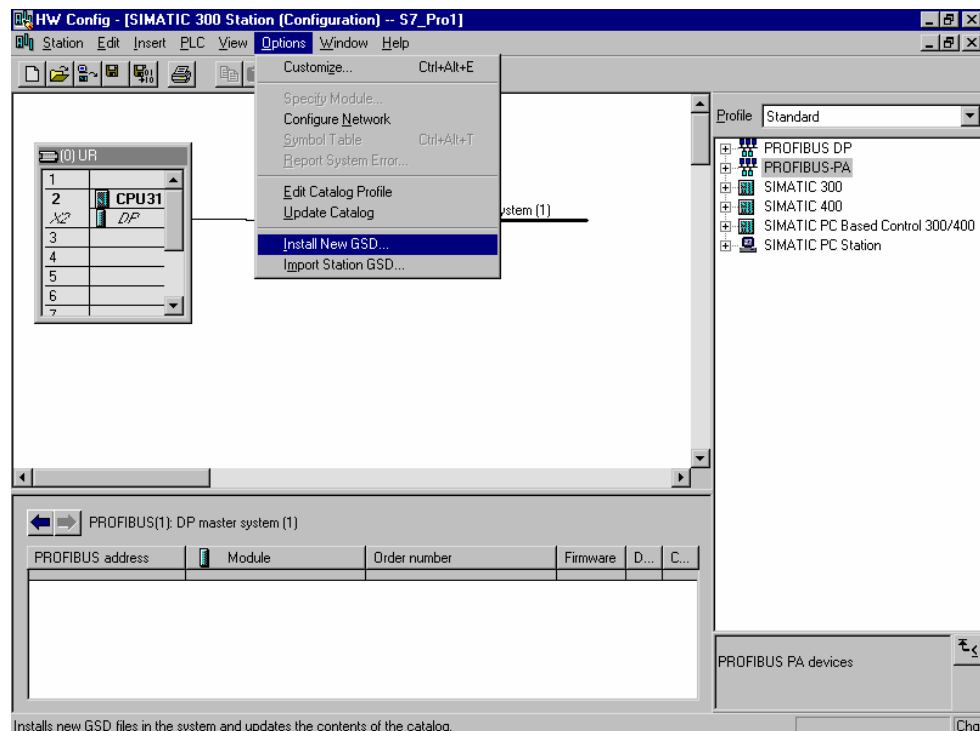 HW Config - [SIMATIC 300 Station (Configuration) -- S7_Pro1]
Station Edit Insert PLC View Options Window Help
Customize... Ctrl+Alt+E
Specify Module...
Configure Network
Symbol Table Ctrl+Alt+T
Report System Error...
Edit Catalog Profile
Update Catalog
Install New GSD...
Import Station GSD...
(0) UR
1
2 CPU31
X2 DP
3
4
5
6
7
ystem (1)
Profile Standard
PROFIBUS DP
PROFIBUS-PA
SIMATIC 300
SIMATIC 400
SIMATIC PC Based Control 300/400
SIMATIC PC Station
PROFIBUS(1): DP master system (1)
PROFIBUS address Module Order number Firmware D... C...
PROFIBUS PA devices
Installs new GSD files in the system and updates the contents of the catalog. Chg